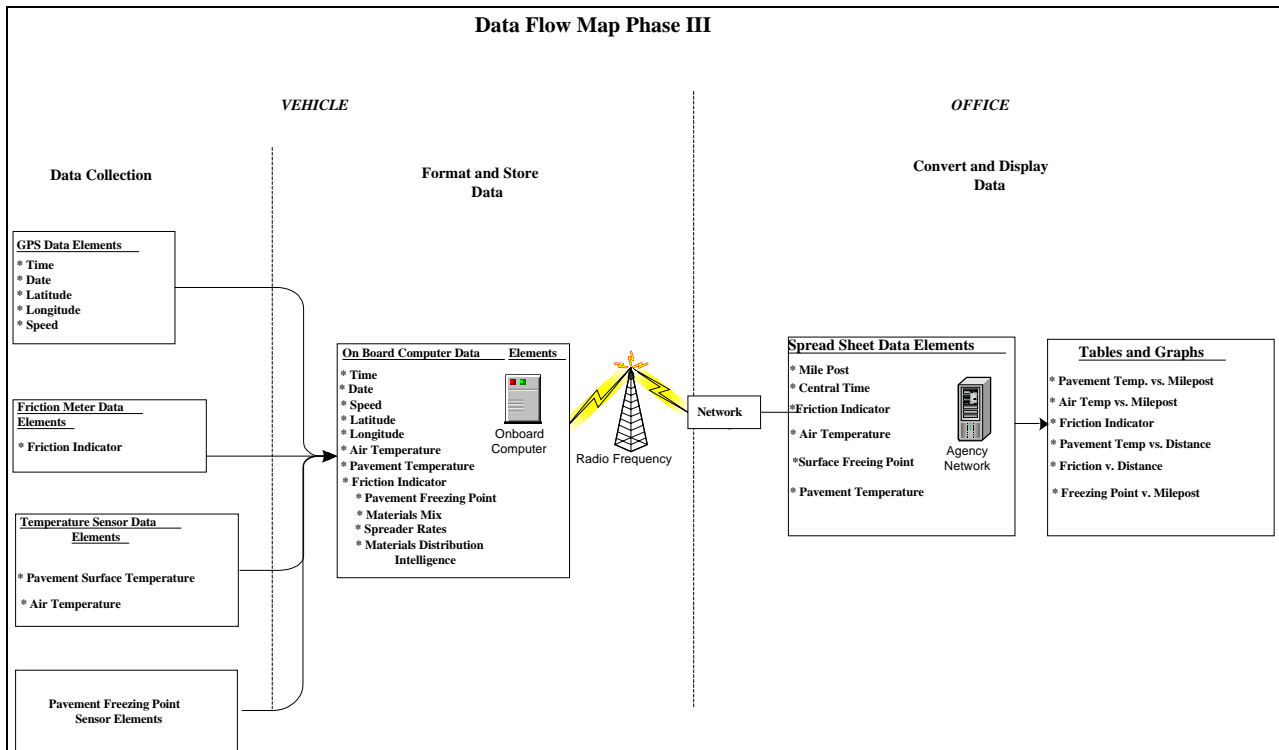 Data Flow Map Phase III
VEHICLE
OFFICE
Data Collection
Format and Store
Data
Convert and Display
Data
GPS Data Elements
* Time
* Date
* Latitude
* Longitude
* Speed
Friction Meter Data
Elements
* Friction Indicator
Temperature Sensor Data
Elements
* Pavement Surface Temperature
* Air Temperature
Pavement Freezing Point
Sensor Elements
On Board Computer Data Elements
* Time
* Date
* Speed
* Latitude
* Longitude
* Air Temperature
* Pavement Temperature
* Friction Indicator
* Pavement Freezing Point
* Materials Mix
* Spreader Rates
* Materials Distribution
Intelligence
Onboard
Computer
Radio Frequency
Network
Spread Sheet Data Elements
* Mile Post
* Central Time
*Friction Indicator
* Air Temperature
*Surface Freeing Point
* Pavement Temperature
Agency
Network
Tables and Graphs
* Pavement Temp. vs. Milepost
* Air Temp vs. Milepost
* Friction Indicator
* Pavement Temp vs. Distance
* Friction v. Distance
* Freezing Point v. Milepost